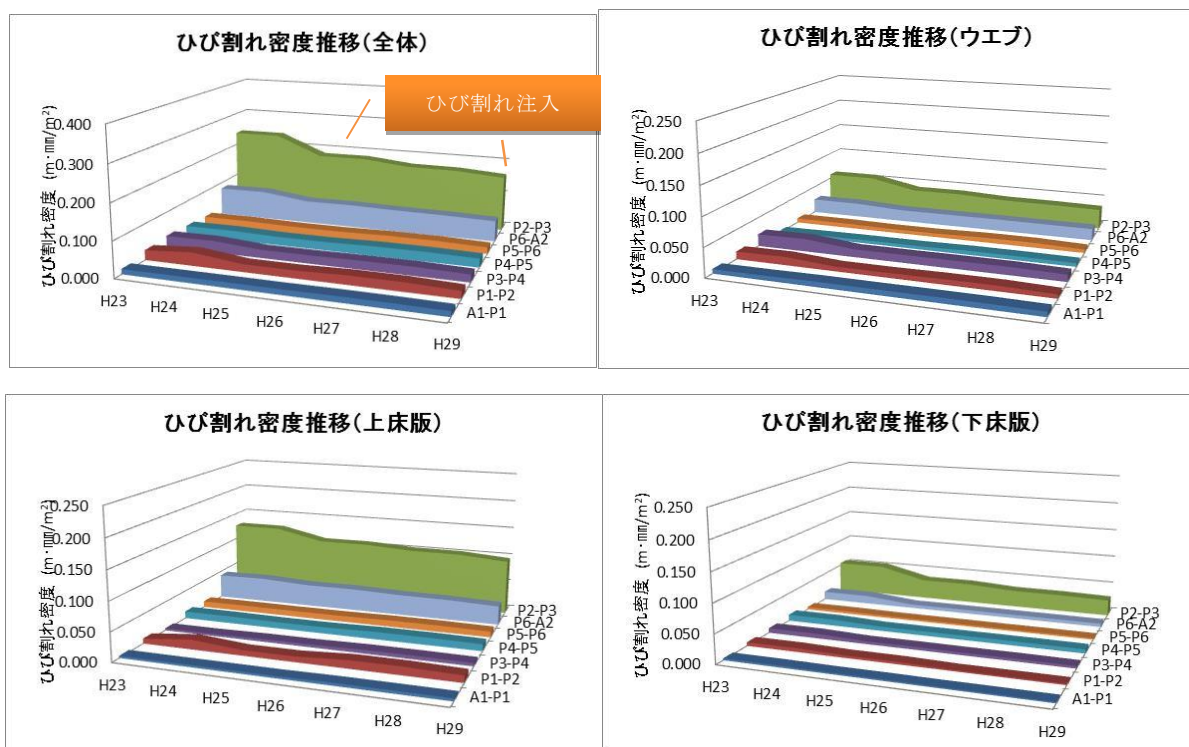 ひび割れ密度推移(全体)
ひび割れ注入
ひび割れ密度 (m·㎜/m²)
0.400
0.300
0.200
0.100
0.000
H23
H24
H25
H26
H27
H28
H29
P2-P3
P6-A2
P5-P6
P4-P5
P3-P4
P1-P2
A1-P1
ひび割れ密度推移(ウエブ)
ひび割れ密度 (m·㎜/m²)
0.250
0.200
0.150
0.100
0.050
0.000
H23
H24
H25
H26
H27
H28
H29
P2-P3
P6-A2
P5-P6
P4-P5
P3-P4
P1-P2
A1-P1
ひび割れ密度推移(上床版)
ひび割れ密度 (m·㎜/m²)
0.250
0.200
0.150
0.100
0.050
0.000
H23
H24
H25
H26
H27
H28
H29
P2-P3
P6-A2
P5-P6
P4-P5
P3-P4
P1-P2
A1-P1
ひび割れ密度推移(下床版)
ひび割れ密度 (m·㎜/m²)
0.250
0.200
0.150
0.100
0.050
0.000
H23
H24
H25
H26
H27
H28
H29
P2-P3
P6-A2
P5-P6
P4-P5
P3-P4
P1-P2
A1-P1